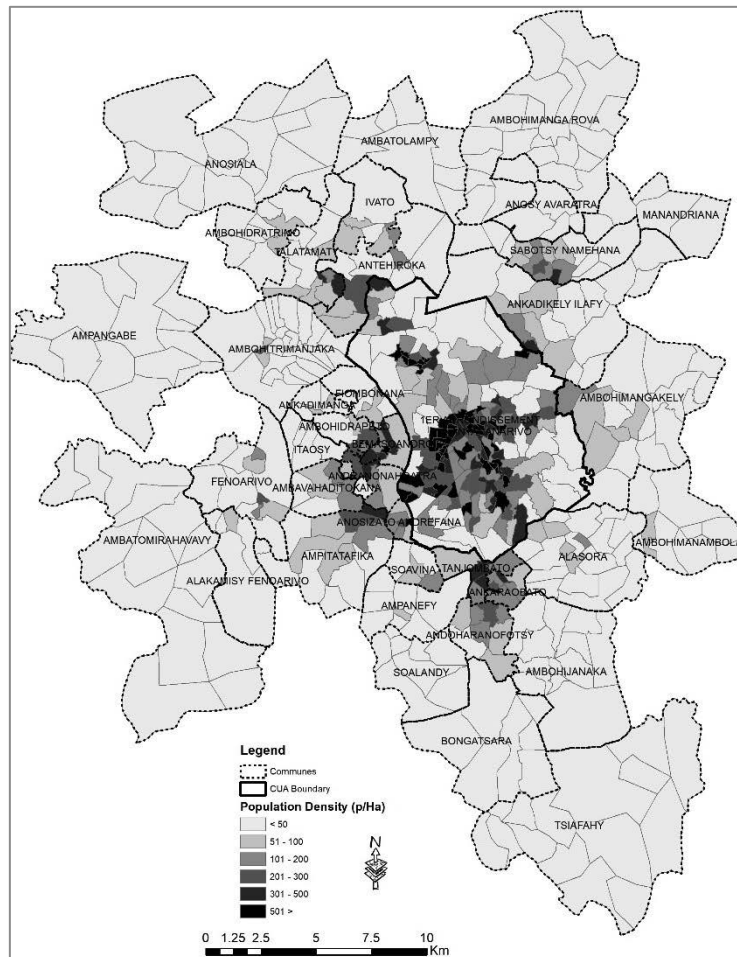 AMBOHIMANGA ROVA
AMBATOLAMPY
ANOSIALA
IVATO
ANGSY AVARATRA
MANANDRIANA
AMBOHIDRATRIMO
SABOTSY NAMEHANA
TALATAMATY
ANTEHIROKA
ANKADIKELY ILAFY
AMPANGABE
AMBOHITRIMANJAKA
AMBOHIMANGAKELY
FIOMBONANA
ANKADIMANGA
AMBOHIDRAPETO
BEMASOANDRO
ITAOSY
ANDRANONAHOATRA
FENOARIVO
AMBAVAHADITOKANA
ANOSIZATO ANDREFANA
AMBATOMIRAHAVAVY
AMPITATAFIKA
SOAVINA
TANJOMBATO
ALASORA
AMBOHIMANAMBOLA
ALAKAMISY FENOARIVO
ANKARAOBATO
AMPANEFY
ANDOHARANOFOTSY
SOALANDY
AMBOHIJANAKA
BONGATSARA
TSIAFAHY
Legend
Communes
CUA Boundary
Population Density (p/Ha)
< 50
51 - 100
101 - 200
201 - 300
301 - 500
501 >
N
0 1.25 2.5 5 7.5 10
Km